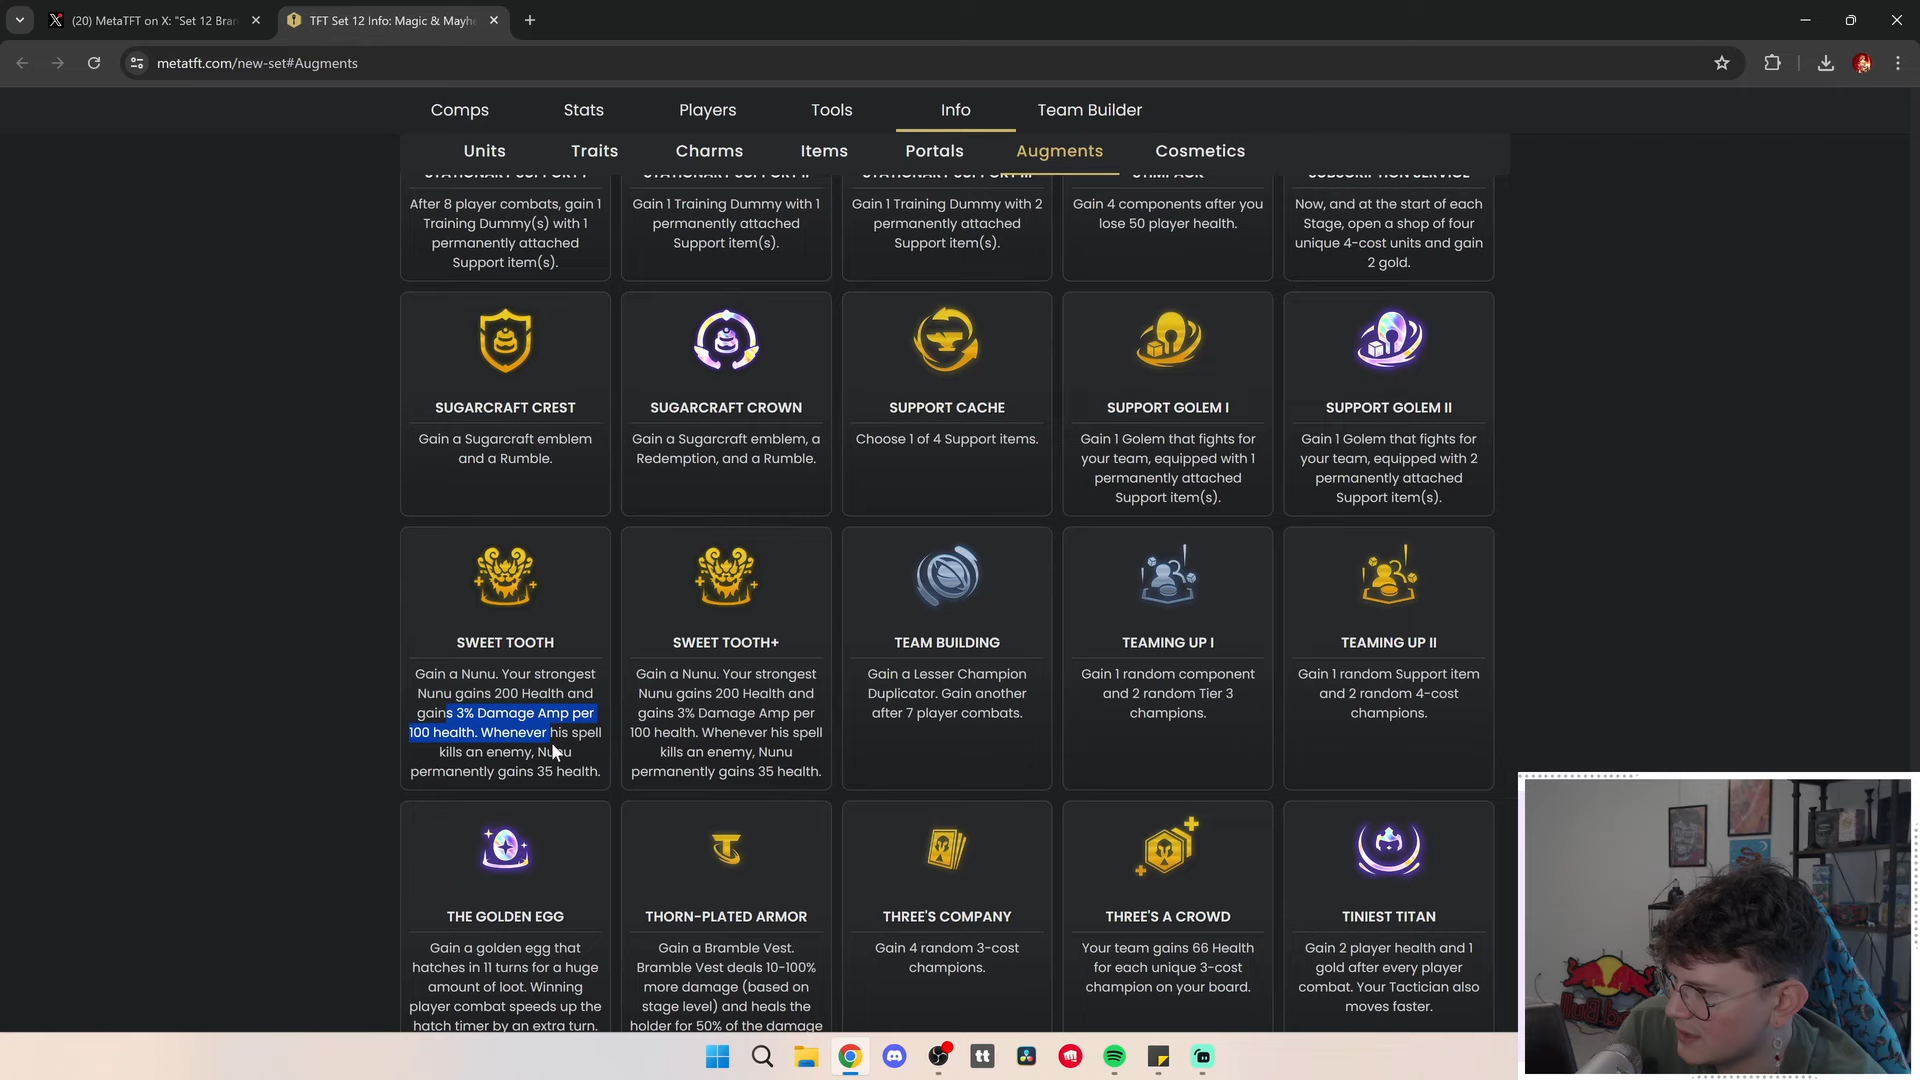 (20) MetaTFT on X: "Set 12 Bran
TFT Set 12 Info: Magic & Mayhe
metatft.com/new-set#Augments
Comps Stats Players Tools Info Team Builder
Units Traits Charms Items Portals Augments Cosmetics
STATIONARY SUPPORT I
After 8 player combats, gain 1
Training Dummy(s) with 1
permanently attached
Support item(s).
STATIONARY SUPPORT II
Gain 1 Training Dummy with 1
permanently attached
Support item(s).
STATIONARY SUPPORT III
Gain 1 Training Dummy with 2
permanently attached
Support item(s).
STIMPACK
Gain 4 components after you
lose 50 player health.
SUBSCRIPTION SERVICE
Now, and at the start of each
Stage, open a shop of four
unique 4-cost units and gain
2 gold.
SUGARCRAFT CREST
Gain a Sugarcraft emblem
and a Rumble.
SUGARCRAFT CROWN
Gain a Sugarcraft emblem, a
Redemption, and a Rumble.
SUPPORT CACHE
Choose 1 of 4 Support items.
SUPPORT GOLEM I
Gain 1 Golem that fights for
your team, equipped with 1
permanently attached
Support item(s).
SUPPORT GOLEM II
Gain 1 Golem that fights for
your team, equipped with 2
permanently attached
Support item(s).
SWEET TOOTH
Gain a Nunu. Your strongest
Nunu gains 200 Health and
gains 3% Damage Amp per
100 health. Whenever his spell
kills an enemy, Nunu
permanently gains 35 health.
SWEET TOOTH+
Gain a Nunu. Your strongest
Nunu gains 200 Health and
gains 3% Damage Amp per
100 health. Whenever his spell
kills an enemy, Nunu
permanently gains 35 health.
TEAM BUILDING
Gain a Lesser Champion
Duplicator. Gain another
after 7 player combats.
TEAMING UP I
Gain 1 random component
and 2 random Tier 3
champions.
TEAMING UP II
Gain 1 random Support item
and 2 random 4-cost
champions.
THE GOLDEN EGG
Gain a golden egg that
hatches in 11 turns for a huge
amount of loot. Winning
player combat speeds up the
hatch timer by an extra turn.
THORN-PLATED ARMOR
Gain a Bramble Vest.
Bramble Vest deals 10-100%
more damage (based on
stage level) and heals the
holder for 50% of the damage
THREE'S COMPANY
Gain 4 random 3-cost
champions.
THREE'S A CROWD
Your team gains 66 Health
for each unique 3-cost
champion on your board.
TINIEST TITAN
Gain 2 player health and 1
gold after every player
combat. Your Tactician also
moves faster.
tt